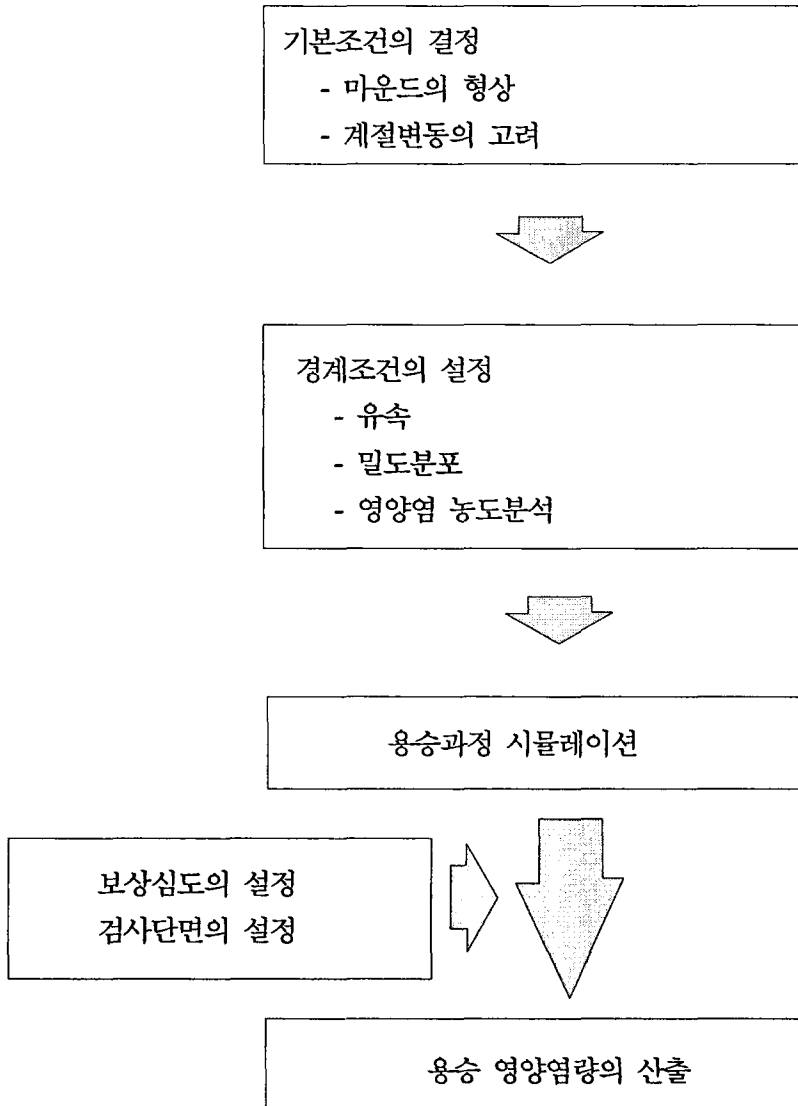 기본조건의 결정
- 마운드의 형상
- 계절변동의 고려
경계조건의 설정
- 유속
- 밀도분포
- 영양염 농도분석
용승과정 시뮬레이션
보상심도의 설정
검사단면의 설정
용승 영양염량의 산출